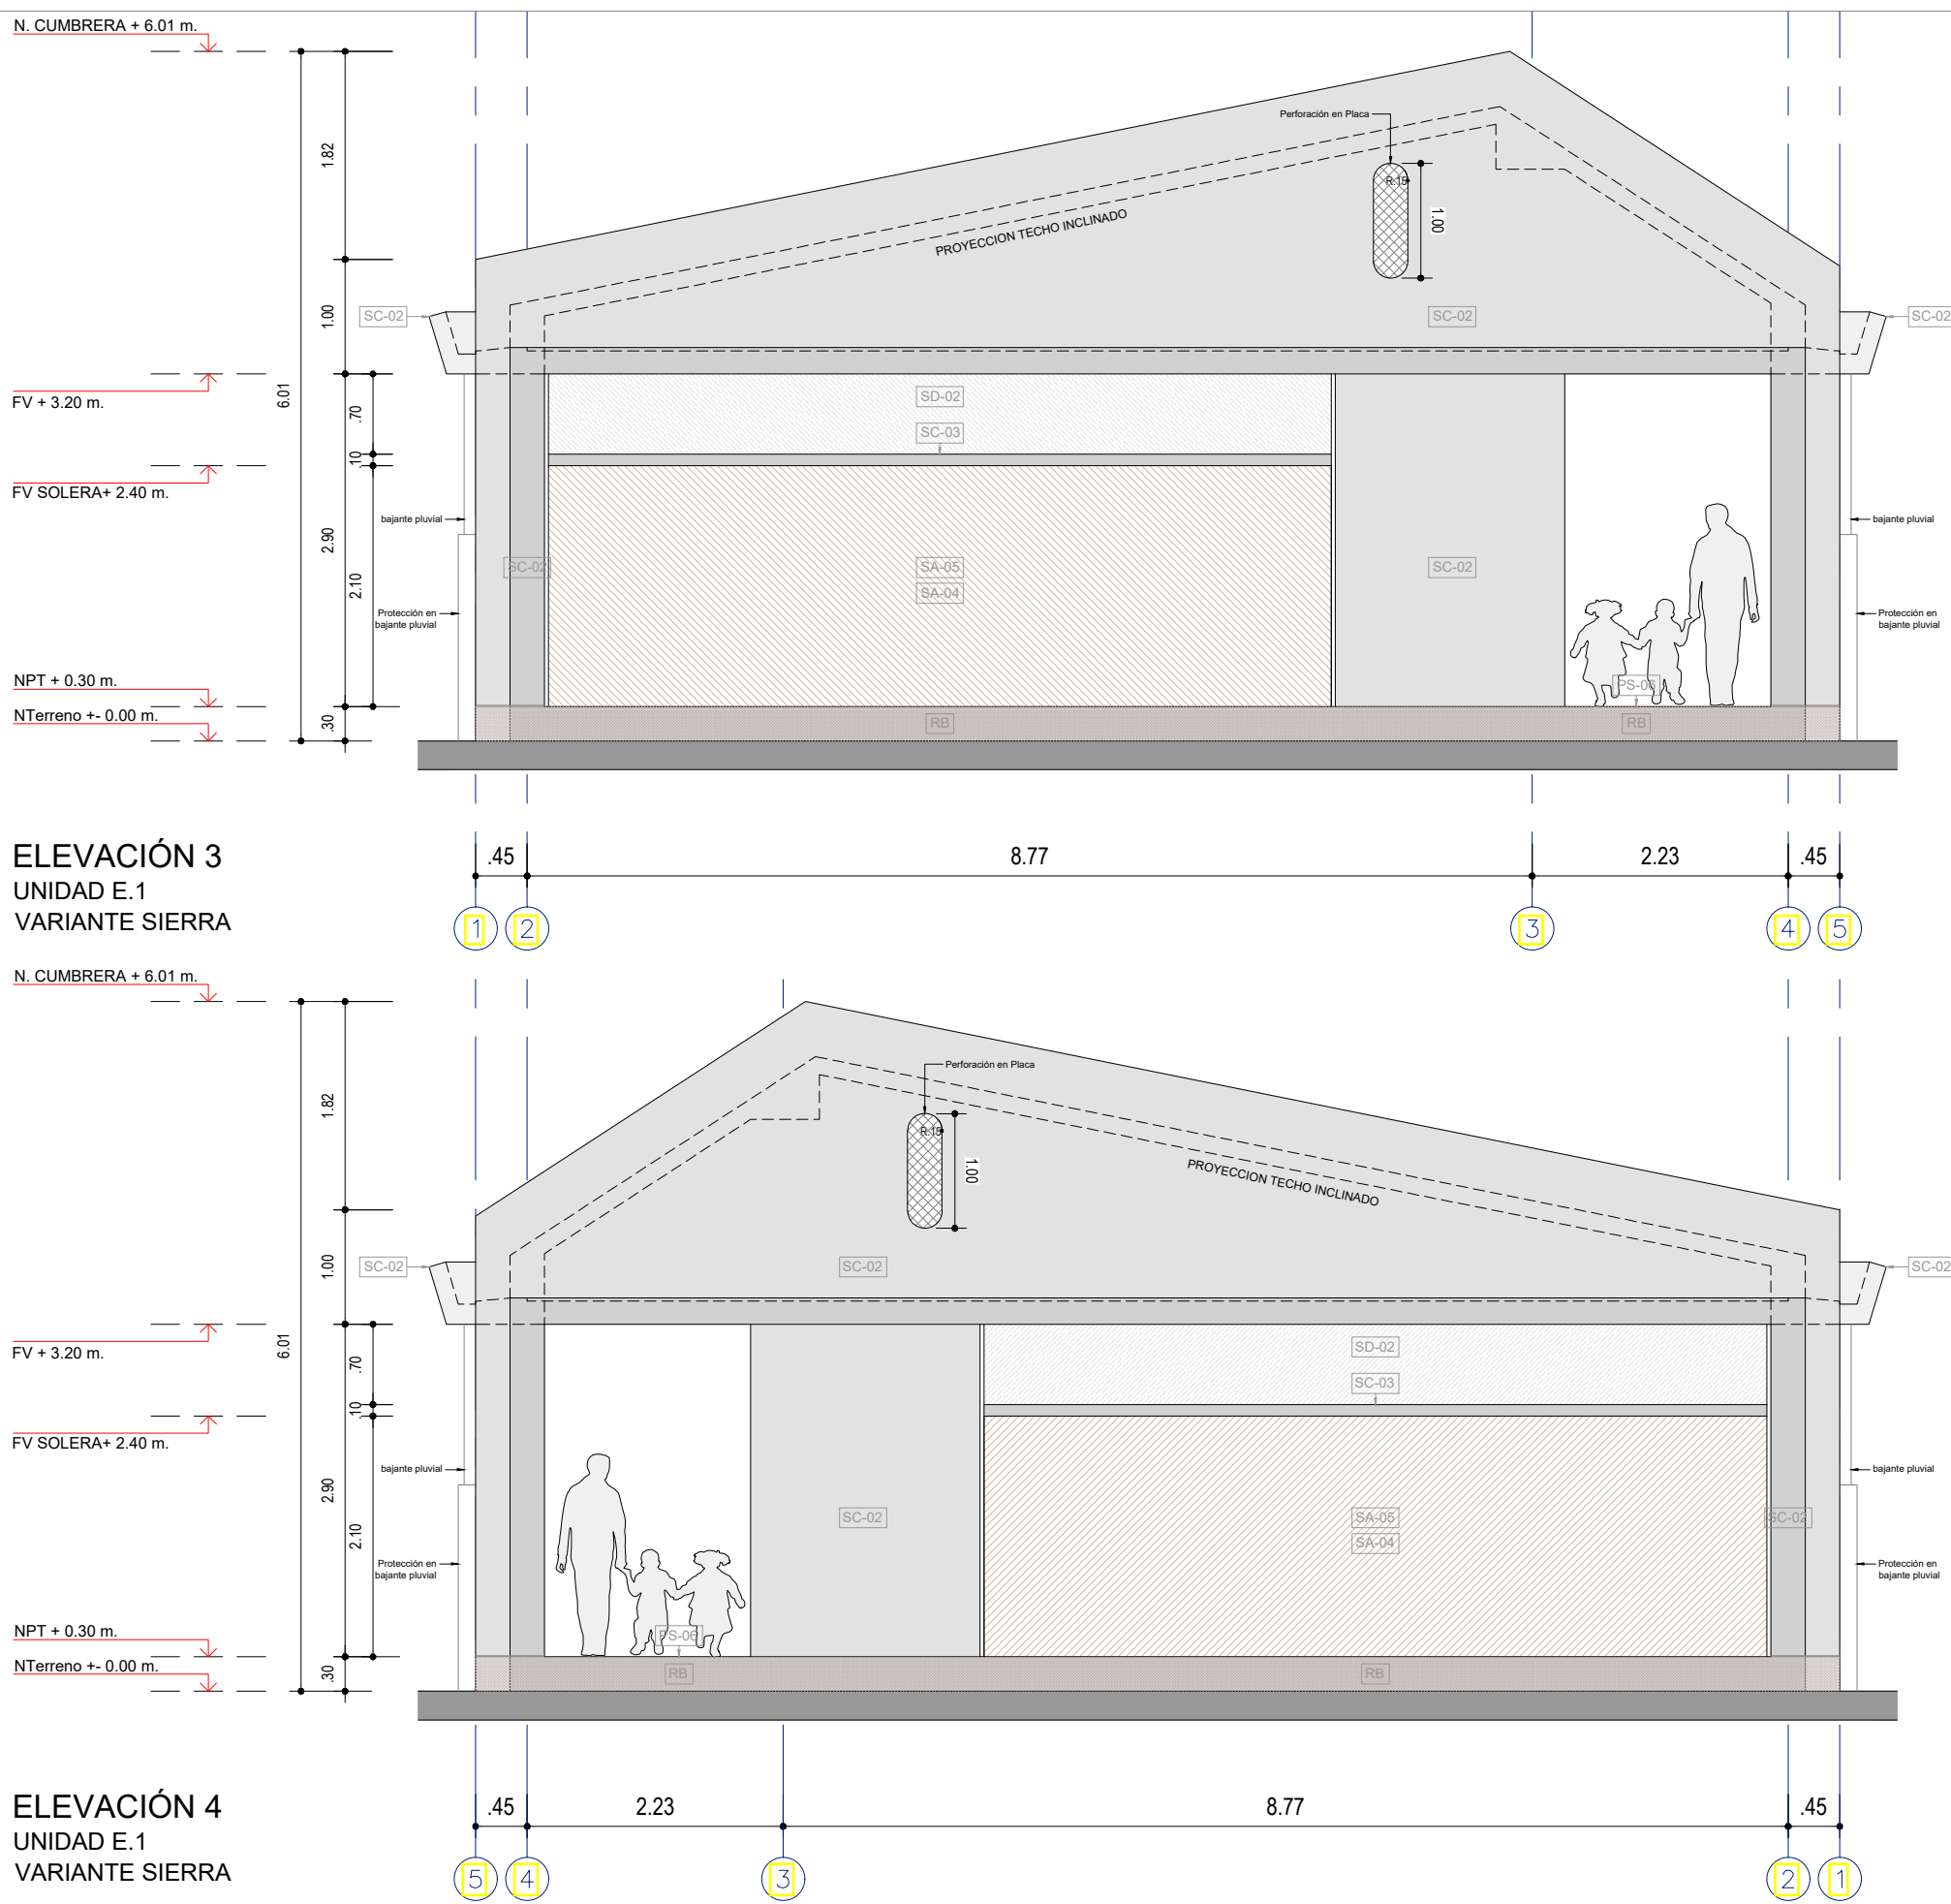 N. CUMBRERA + 6.01 m.
1.82
Perforación en Placa
R.15
1.00
PROYECCION TECHO INCLINADO
1.00
SC-02
SC-02
SC-02
6.01
FV + 3.20 m.
.70
SD-02
SC-03
.10
FV SOLERA+ 2.40 m.
bajante pluvial
bajante pluvial
2.90
2.10
SC-02
SA-05
SA-04
SC-02
Protección en
bajante pluvial
Protección en
bajante pluvial
NPT + 0.30 m.
PS-06
NTerreno +- 0.00 m.
.30
RB
RB
ELEVACIÓN 3
UNIDAD E.1
VARIANTE SIERRA
.45
8.77
2.23
.45
1
2
3
4
5
N. CUMBRERA + 6.01 m.
1.82
Perforación en Placa
R.15
1.00
PROYECCION TECHO INCLINADO
1.00
SC-02
SC-02
SC-02
6.01
FV + 3.20 m.
.70
SD-02
SC-03
.10
FV SOLERA+ 2.40 m.
bajante pluvial
bajante pluvial
2.90
2.10
SC-02
SA-05
SA-04
SC-02
Protección en
bajante pluvial
Protección en
bajante pluvial
NPT + 0.30 m.
PS-06
NTerreno +- 0.00 m.
.30
RB
RB
ELEVACIÓN 4
UNIDAD E.1
VARIANTE SIERRA
.45
2.23
8.77
.45
5
4
3
2
1